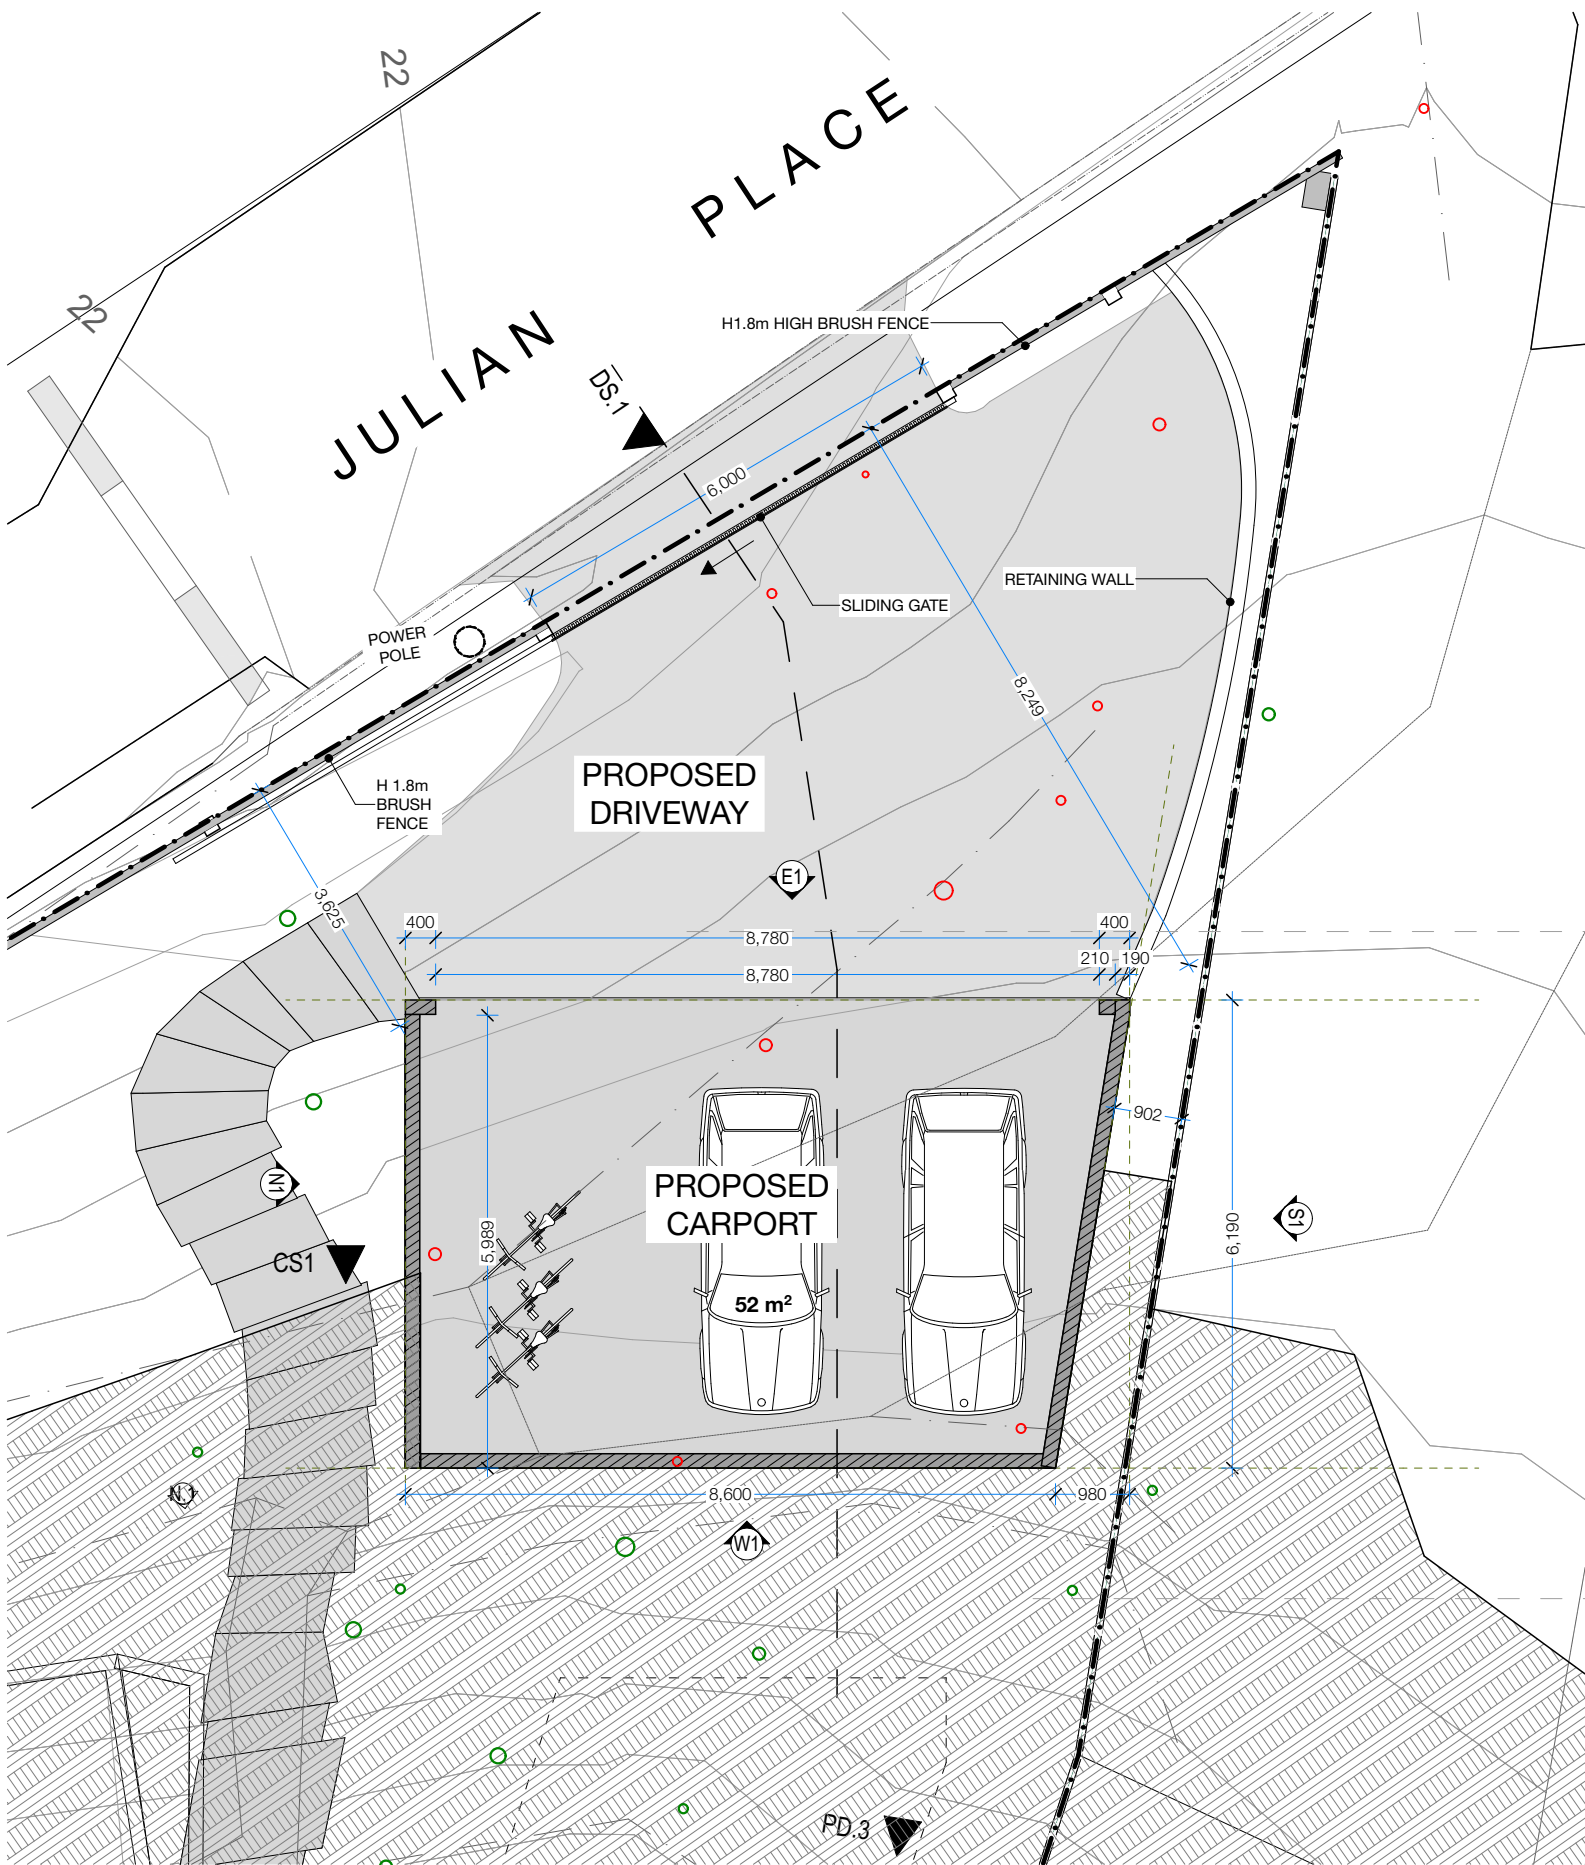 22
22
JULIAN PLACE
DS.1
H1.8m HIGH BRUSH FENCE
6,000
SLIDING GATE
RETAINING WALL
POWER
POLE
8,249
H 1.8m
BRUSH
FENCE
PROPOSED
DRIVEWAY
3,625
E1
400
8,780
400
8,780
210
190
902
N1
CS1
5,989
PROPOSED
CARPORT
52 m²
6,190
S1
N.1
8,600
980
W1
PD.3